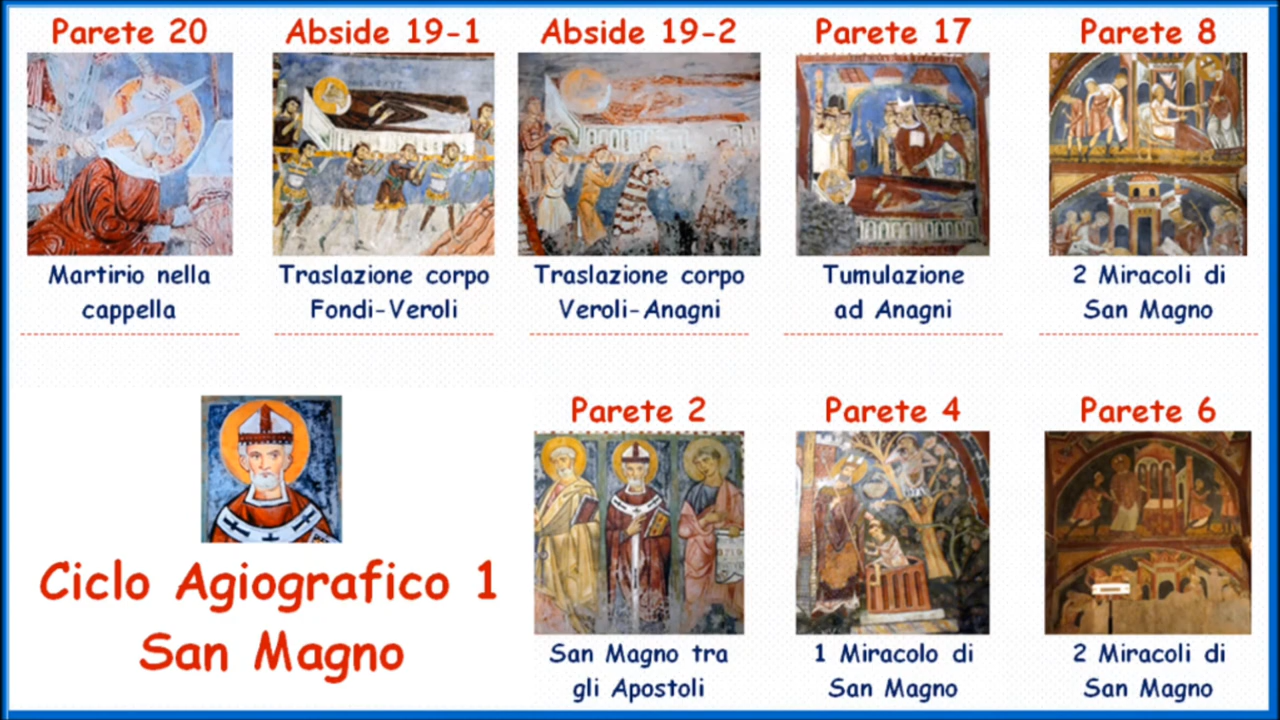 Parete 20
Abside 19-1
Abside 19-2
Parete 17
Parete 8
Martirio nella
cappella
Traslazione corpo
Fondi-Veroli
Traslazione corpo
Veroli-Anagni
Tumulazione
ad Anagni
2 Miracoli di
San Magno
Parete 2
Parete 4
Parete 6
San Magno tra
gli Apostoli
1 Miracolo di
San Magno
2 Miracoli di
San Magno
Ciclo Agiografico 1
San Magno